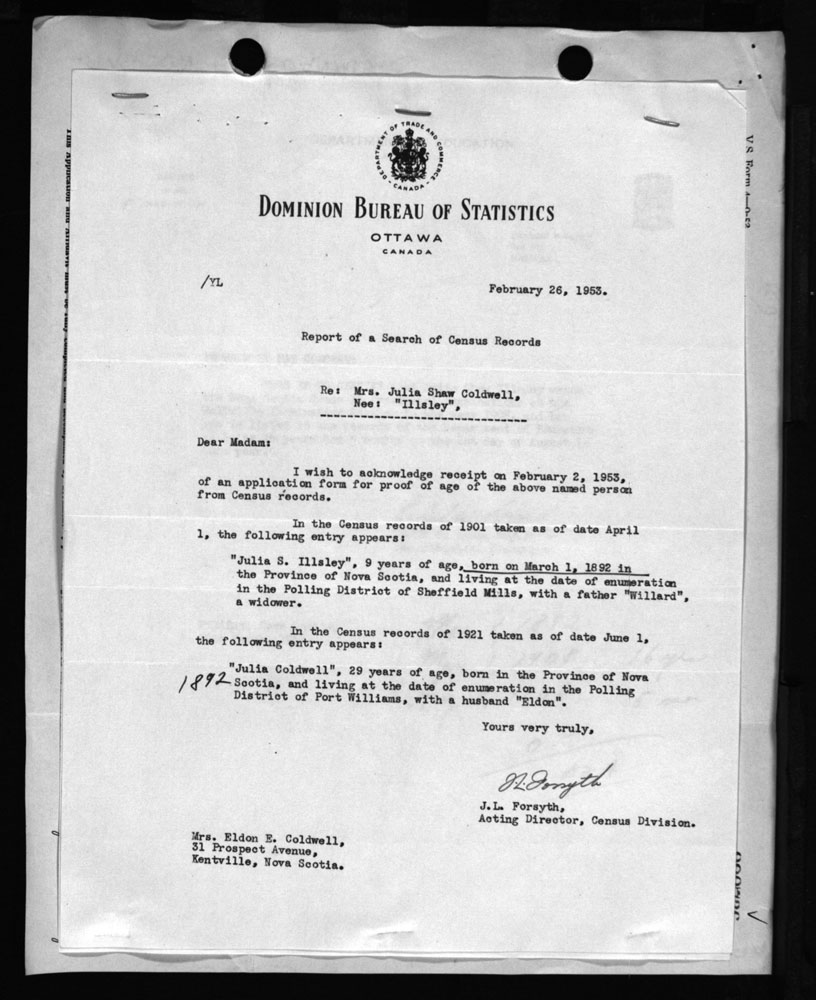 DEPARTMENT OF TRADE AND COMMERCE
CANADA
DOMINION BUREAU OF STATISTICS
OTTAWA
CANADA
/YL
February 26, 1953.
Report of a Search of Census Records
Re: Mrs. Julia Shaw Coldwell,
Nee: "Illsley",
Dear Madam:
I wish to acknowledge receipt on February 2, 1953,
of an application form for proof of age of the above named person
from Census records.
In the Census records of 1901 taken as of date April
1, the following entry appears:
"Julia S. Illsley", 9 years of age, born on March 1, 1892 in
the Province of Nova Scotia, and living at the date of enumeration
in the Polling District of Sheffield Mills, with a father "Willard",
a widower.
In the Census records of 1921 taken as of date June 1,
the following entry appears:
"Julia Coldwell", 29 years of age, born in the Province of Nova
1892 Scotia, and living at the date of enumeration in the Polling
District of Port Williams, with a husband "Eldon".
Yours very truly,
J.L. Forsyth
J.L. Forsyth,
Acting Director, Census Division.
Mrs. Eldon E. Coldwell,
31 Prospect Avenue,
Kentville, Nova Scotia.
V.S. Form